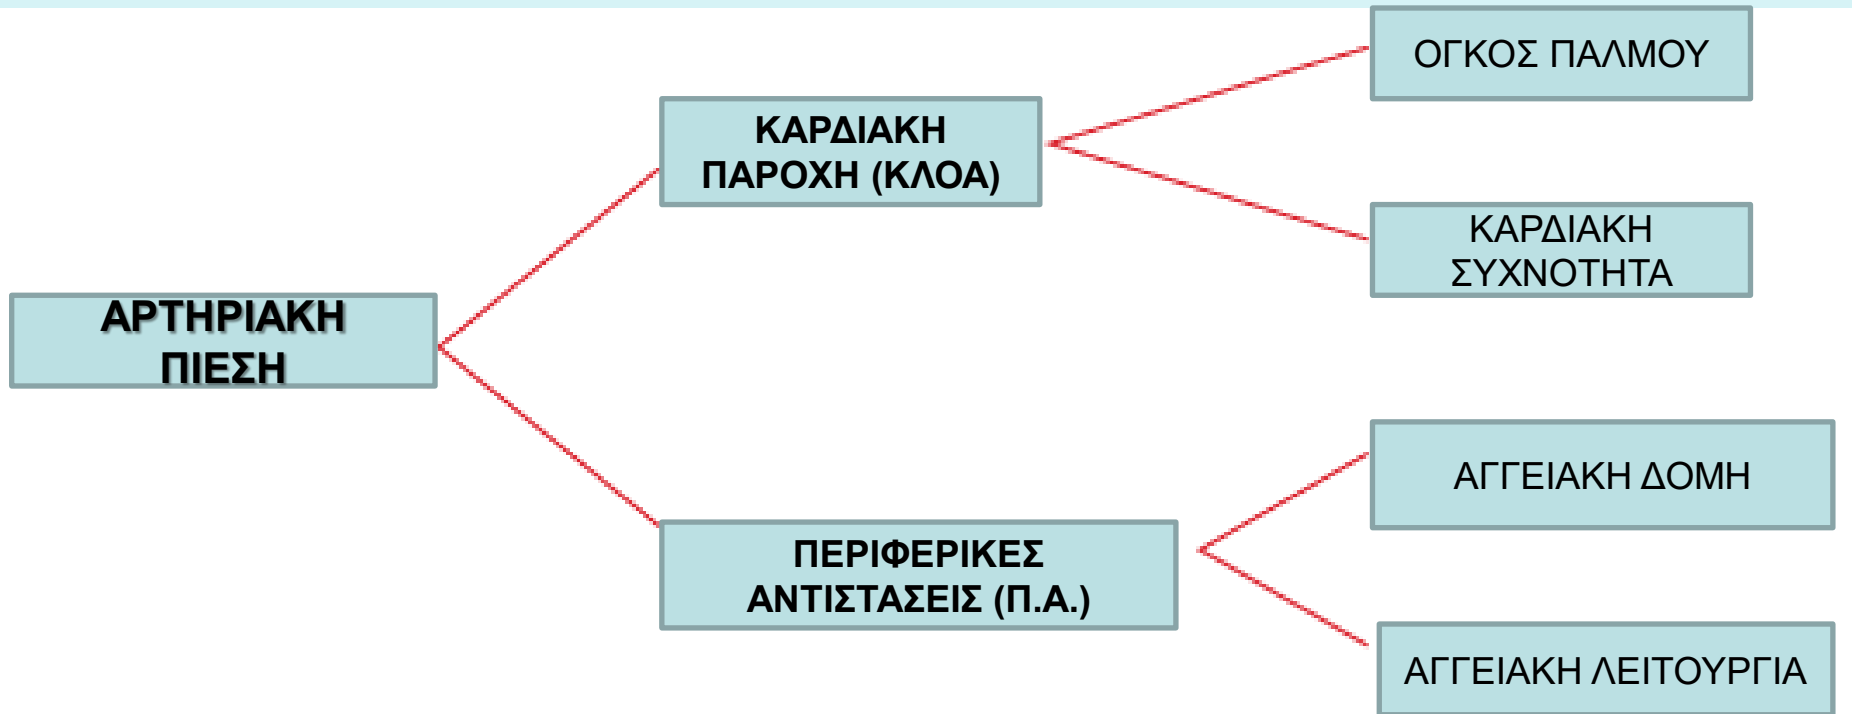 ΟΓΚΟΣ ΠΑΛΜΟΥ
ΚΑΡΔΙΑΚΗ
ΠΑΡΟΧΗ (ΚΛΟΑ)
ΚΑΡΔΙΑΚΗ
ΣΥΧΝΟΤΗΤΑ
ΑΡΤΗΡΙΑΚΗ
ΠΙΕΣΗ
ΑΓΓΕΙΑΚΗ ΔΟΜΗ
ΠΕΡΙΦΕΡΙΚΕΣ
ΑΝΤΙΣΤΑΣΕΙΣ (Π.Α.)
ΑΓΓΕΙΑΚΗ ΛΕΙΤΟΥΡΓΙΑ